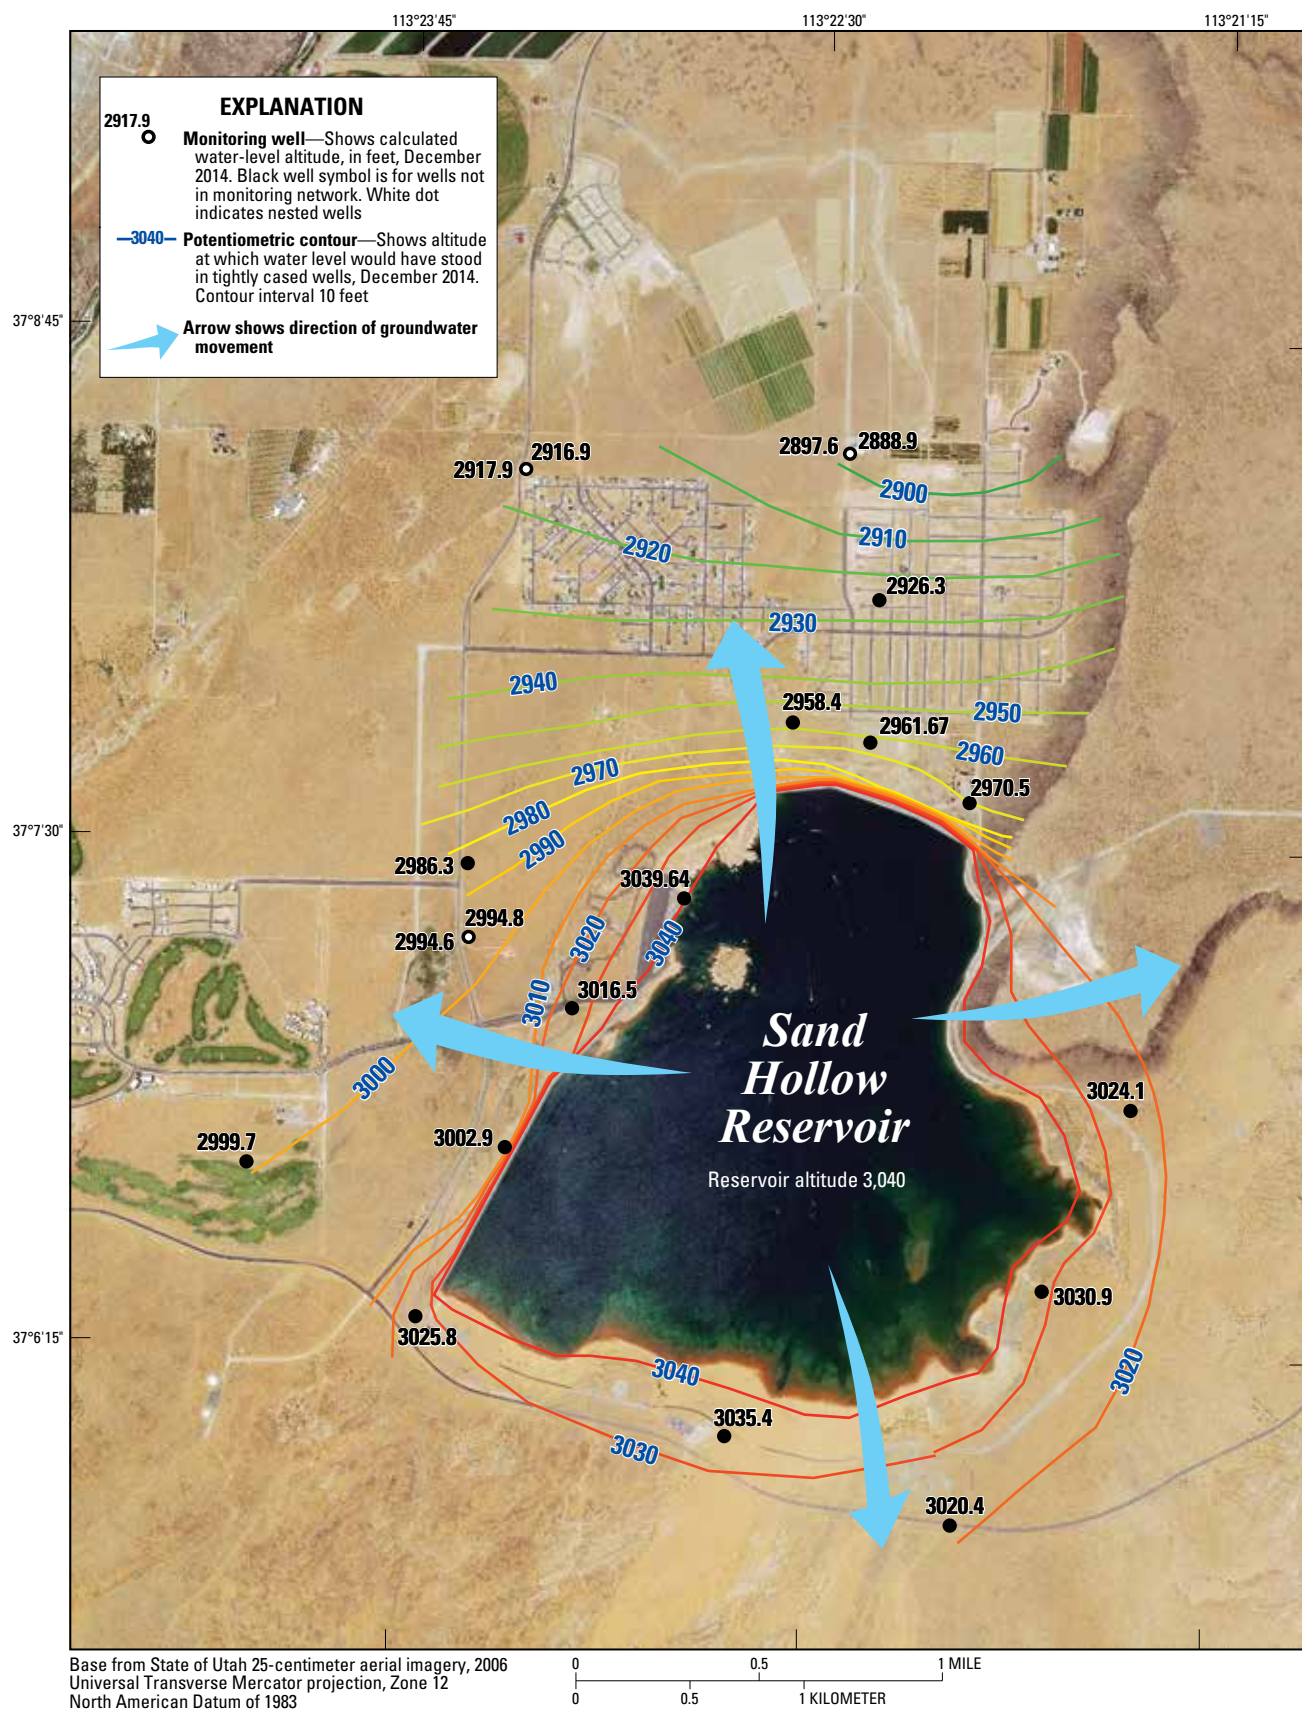 113°23'45"
113°22'30"
113°21'15"
EXPLANATION
2917.9
Monitoring well—Shows calculated
water-level altitude, in feet, December
2014. Black well symbol is for wells not
in monitoring network. White dot
indicates nested wells
3040
Potentiometric contour—Shows altitude
at which water level would have stood
in tightly cased wells, December 2014.
Contour interval 10 feet
Arrow shows direction of groundwater
movement
37°8'45"
2897.6
2888.9
2916.9
2917.9
2900
2910
2920
2926.3
2930
2940
2958.4
2950
2961.67
2960
2970
2970.5
2980
37°7'30"
2990
2986.3
3039.64
2994.8
2994.6
3020
3040
3016.5
3010
Sand
Hollow
Reservoir
Reservoir altitude 3,040
3000
3024.1
2999.7
3002.9
3030.9
37°6'15"
3025.8
3040
3020
3035.4
3030
3020.4
Base from State of Utah 25-centimeter aerial imagery, 2006
Universal Transverse Mercator projection, Zone 12
North American Datum of 1983
0 0.5 1 MILE
0 0.5 1 KILOMETER